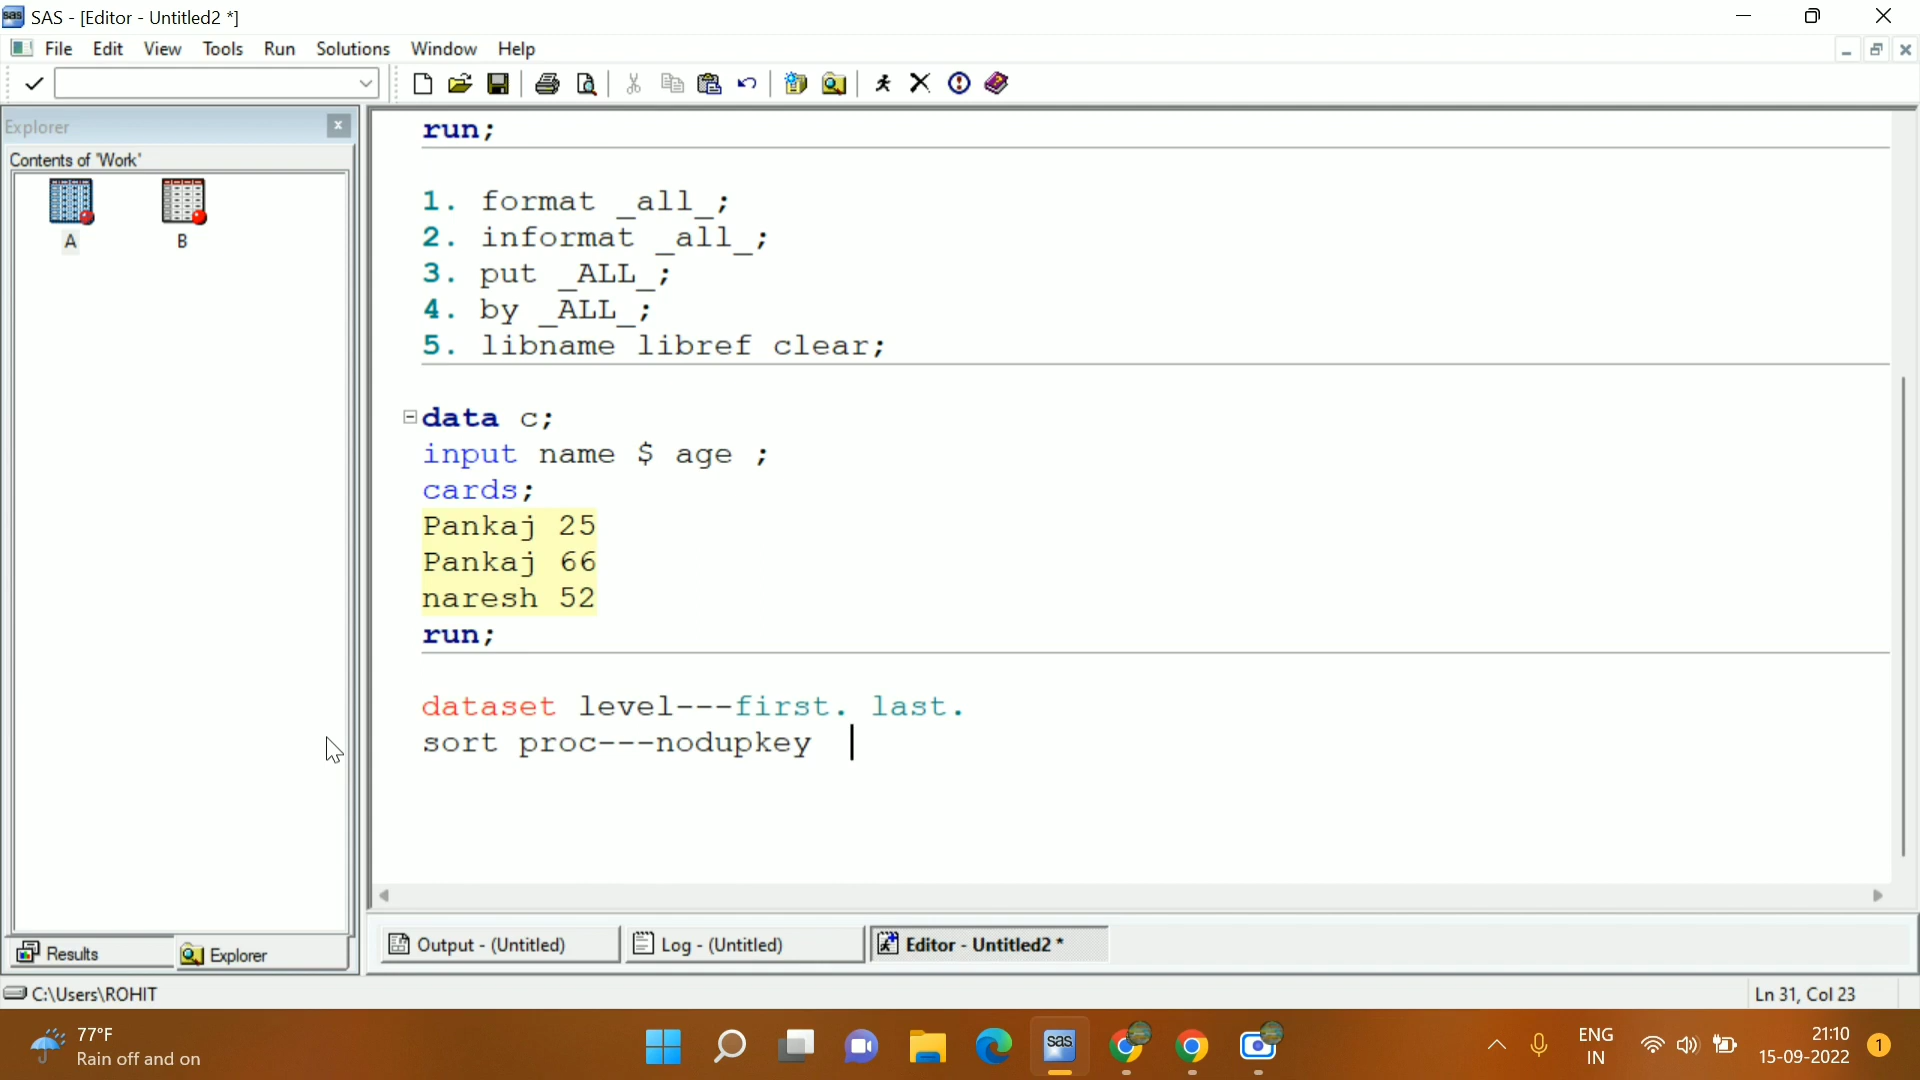 SAS - [Editor - Untitled2 *]
File Edit View Tools Run Solutions Window Help
Explorer
Contents of 'Work'
A B
run;
1. format _all_;
2. informat _all_;
3. put _ALL_;
4. by _ALL_;
5. libname libref clear;
data c;
input name $ age ;
cards;
Pankaj 25
Pankaj 66
naresh 52
run;
dataset level---first. last.
sort proc---nodupkey
Results Explorer
Output - (Untitled) Log - (Untitled) Editor - Untitled2 *
C:\Users\ROHIT
Ln 31, Col 23
77°F
Rain off and on
sas
ENG
IN
21:10
15-09-2022
1